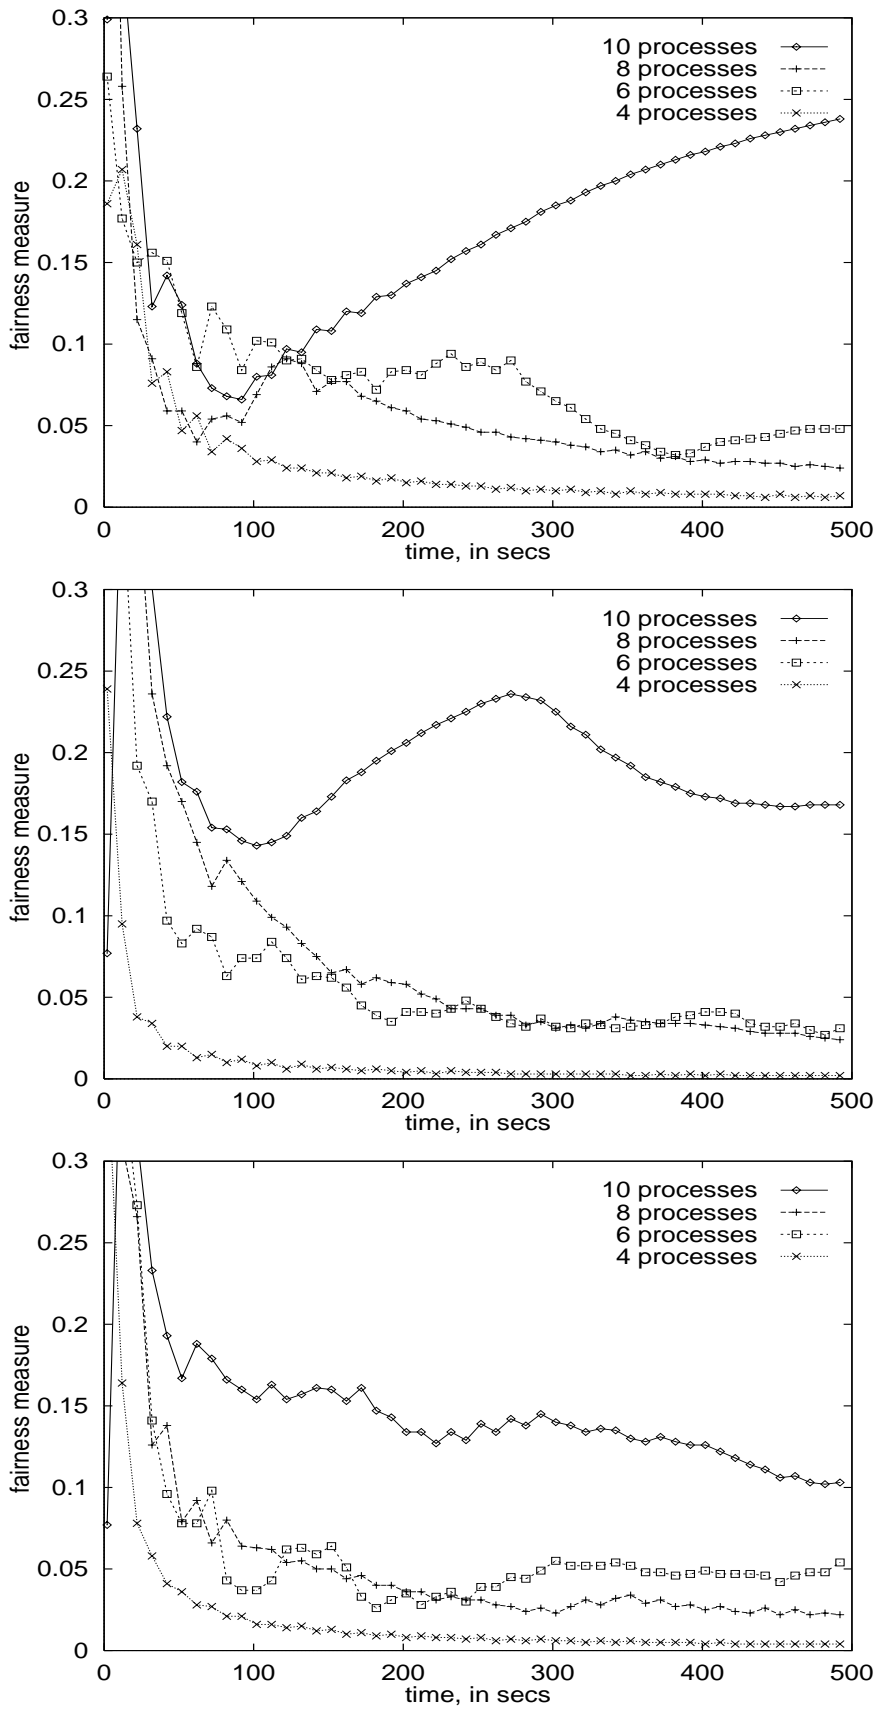 0.3
10 processes
8 processes
0.25
6 processes
4 processes
0.2
fairness measure
0.15
0.1
0.05
0
0 100 200 300 400 500
time, in secs
0.3
10 processes
8 processes
0.25
6 processes
4 processes
0.2
fairness measure
0.15
0.1
0.05
0
0 100 200 300 400 500
time, in secs
0.3
10 processes
8 processes
0.25
6 processes
4 processes
0.2
fairness measure
0.15
0.1
0.05
0
0 100 200 300 400 500
time, in secs